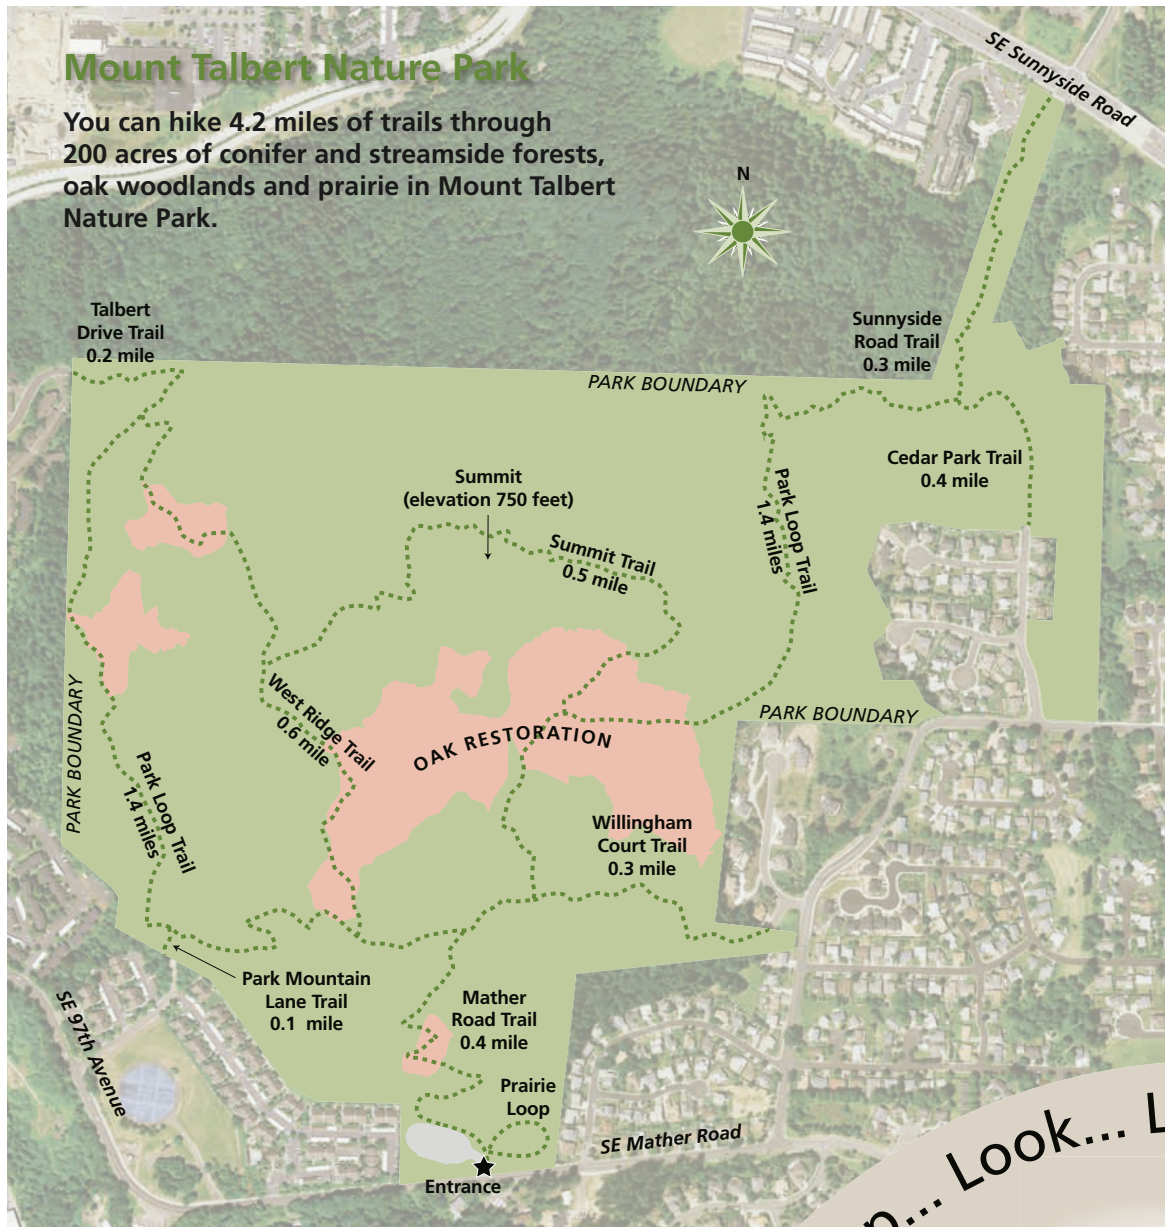 Mount Talbert Nature Park
You can hike 4.2 miles of trails through
200 acres of conifer and streamside forests,
oak woodlands and prairie in Mount Talbert
Nature Park.
SE Sunnyside Road
N
Talbert
Drive Trail
0.2 mile
Sunnyside
Road Trail
0.3 mile
PARK BOUNDARY
Cedar Park Trail
0.4 mile
Summit
(elevation 750 feet)
Summit Trail
0.5 mile
Park Loop Trail
1.4 miles
PARK BOUNDARY
West Ridge Trail
0.6 mile
OAK RESTORATION
PARK BOUNDARY
Park Loop Trail
1.4 miles
Willingham
Court Trail
0.3 mile
Park Mountain
Lane Trail
0.1 mile
Mather
Road Trail
0.4 mile
SE 97th Avenue
Prairie
Loop
SE Mather Road
Entrance
p... Look... L